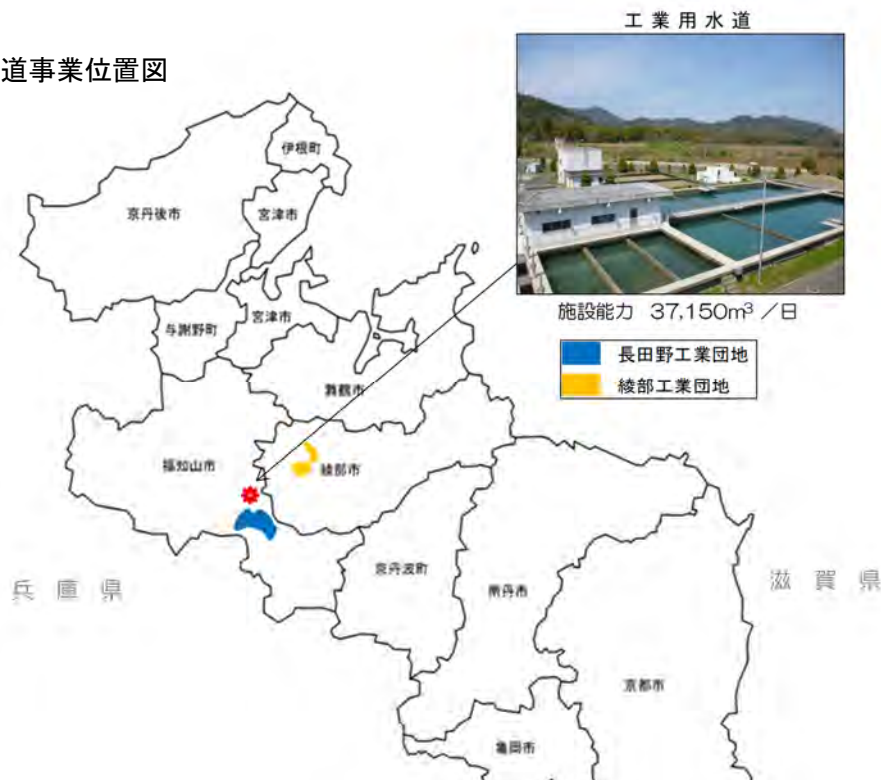 工業用水道
道事業位置図
施設能力 37,150m³／日
長田野工業団地
綾部工業団地
伊根町
京丹後市
宮津市
与謝野町
宮津市
舞鶴市
福知山市
綾部市
京丹波町
南丹市
兵庫県
滋賀県
京都市
亀岡市